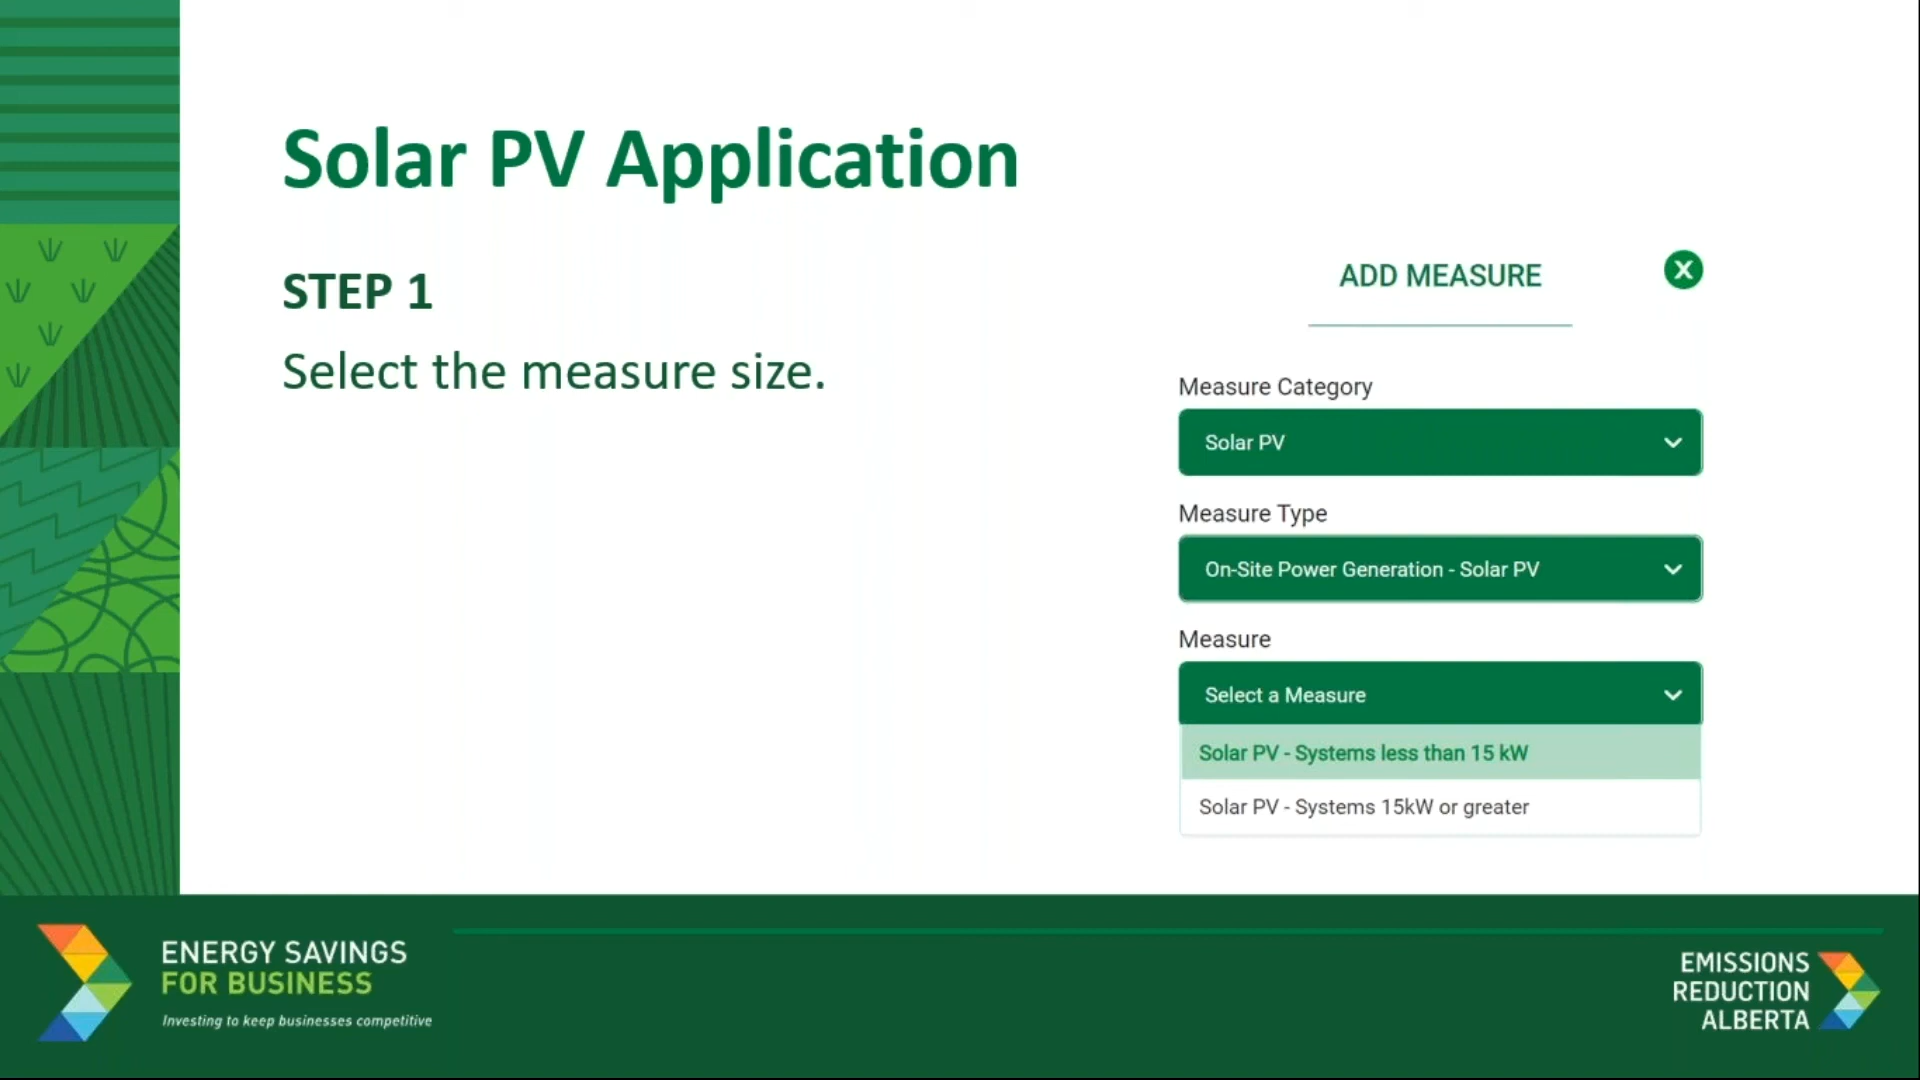 Solar PV Application
STEP 1
Select the measure size.
ADD MEASURE
X
Measure Category
Solar PV
Measure Type
On-Site Power Generation - Solar PV
Measure
Select a Measure
Solar PV - Systems less than 15 kW
Solar PV - Systems 15kW or greater
ENERGY SAVINGS
FOR BUSINESS
Investing to keep businesses competitive
EMISSIONS
REDUCTION
ALBERTA